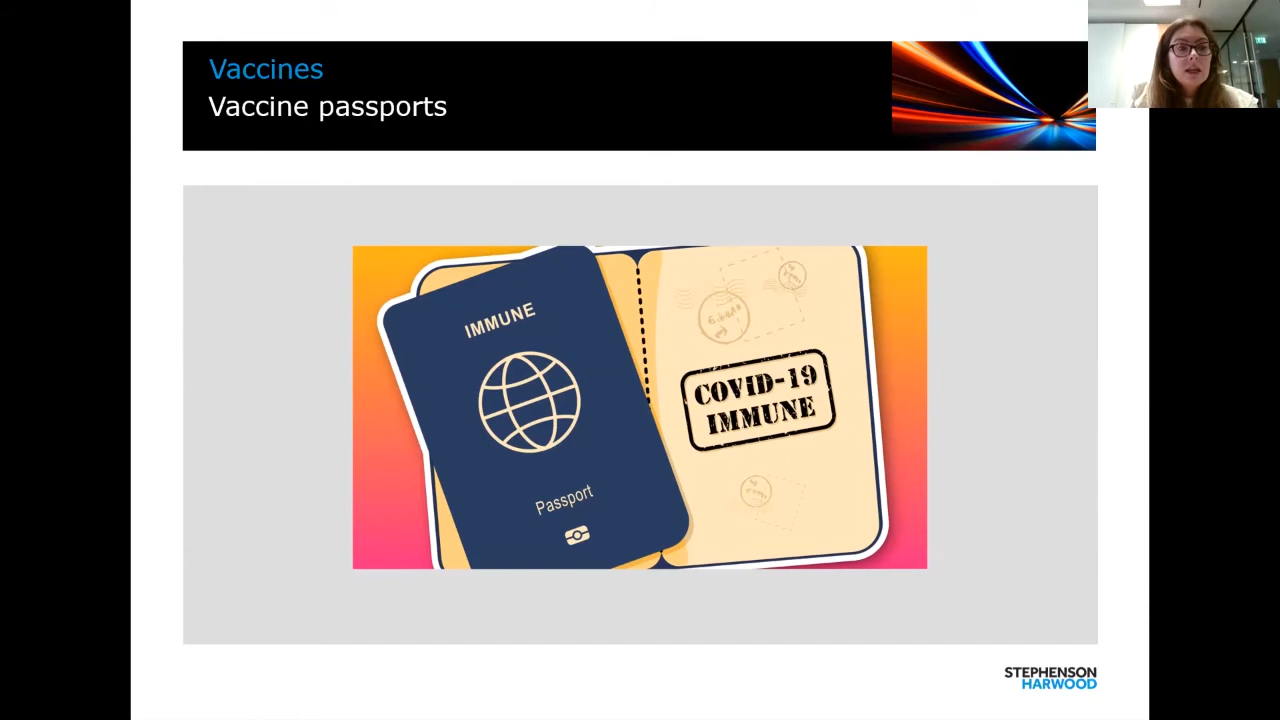 Vaccines
Vaccine passports
IMMUNE
Passport
COVID-19
IMMUNE
STEPHENSON
HARWOOD